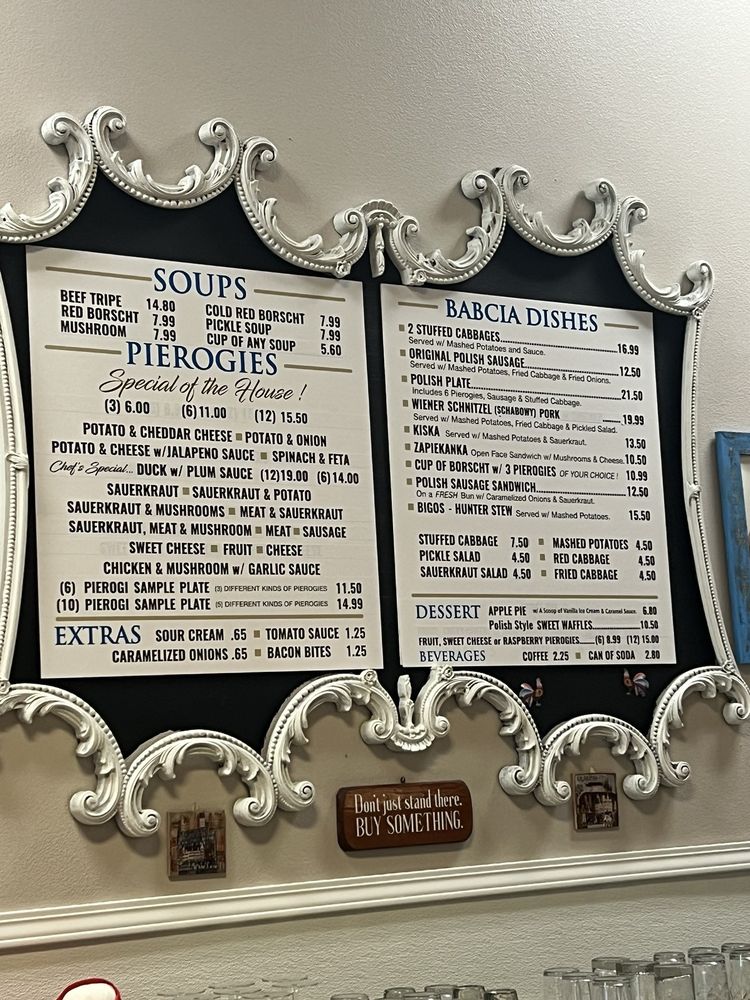 SOUPS
BEEF TRIPE 14.80
RED BORSCHT 7.99
MUSHROOM 7.99
COLD RED BORSCHT 7.99
PICKLE SOUP 7.99
CUP OF ANY SOUP 5.60
PIEROGIES
Special of the House !
(3) 6.00 (6) 11.00 (12) 15.50
POTATO & CHEDDAR CHEESE ▪ POTATO & ONION
POTATO & CHEESE w/JALAPENO SAUCE ▪ SPINACH & FETA
Chef's Special... DUCK w/ PLUM SAUCE (12)19.00 (6) 14.00
SAUERKRAUT ▪ SAUERKRAUT & POTATO
SAUERKRAUT & MUSHROOMS ▪ MEAT & SAUERKRAUT
SAUERKRAUT, MEAT & MUSHROOM ▪ MEAT ▪ SAUSAGE
SWEET CHEESE ▪ FRUIT ▪ CHEESE
CHICKEN & MUSHROOM w/ GARLIC SAUCE
(6) PIEROGI SAMPLE PLATE (3) DIFFERENT KINDS OF PIEROGIES 11.50
(10) PIEROGI SAMPLE PLATE (5) DIFFERENT KINDS OF PIEROGIES 14.99
EXTRAS SOUR CREAM .65 ▪ TOMATO SAUCE 1.25
CARAMELIZED ONIONS .65 ▪ BACON BITES 1.25
BABCIA DISHES
▪ 2 STUFFED CABBAGES....16.99
Served w/ Mashed Potatoes and Sauce.
▪ ORIGINAL POLISH SAUSAGE....12.50
Served w/ Mashed Potatoes, Fried Cabbage & Fried Onions.
▪ POLISH PLATE....21.50
Includes 6 Pierogies, Sausage & Stuffed Cabbage.
▪ WIENER SCHNITZEL (SCHABOWY) PORK ....19.99
Served w/ Mashed Potatoes, Fried Cabbage & Pickled Salad.
▪ KISKA Served w/ Mashed Potatoes & Sauerkraut. 13.50
▪ ZAPIEKANKA Open Face Sandwich w/ Mushrooms & Cheese. 10.50
▪ CUP OF BORSCHT w/ 3 PIEROGIES OF YOUR CHOICE! 10.99
▪ POLISH SAUSAGE SANDWICH....12.50
On a FRESH Bun w/ Caramelized Onions & Sauerkraut.
▪ BIGOS - HUNTER STEW Served w/ Mashed Potatoes. 15.50
STUFFED CABBAGE 7.50 ▪ MASHED POTATOES 4.50
PICKLE SALAD 4.50 ▪ RED CABBAGE 4.50
SAUERKRAUT SALAD 4.50 ▪ FRIED CABBAGE 4.50
DESSERT APPLE PIE w/ A Scoop of Vanilla Ice Cream & Caramel Sauce. 6.80
Polish Style SWEET WAFFLES....10.50
FRUIT, SWEET CHEESE or RASPBERRY PIEROGIES....(6) 8.99 (12) 15.00
BEVERAGES COFFEE 2.25 ▪ CAN OF SODA 2.80
Don't just stand there.
BUY SOMETHING.